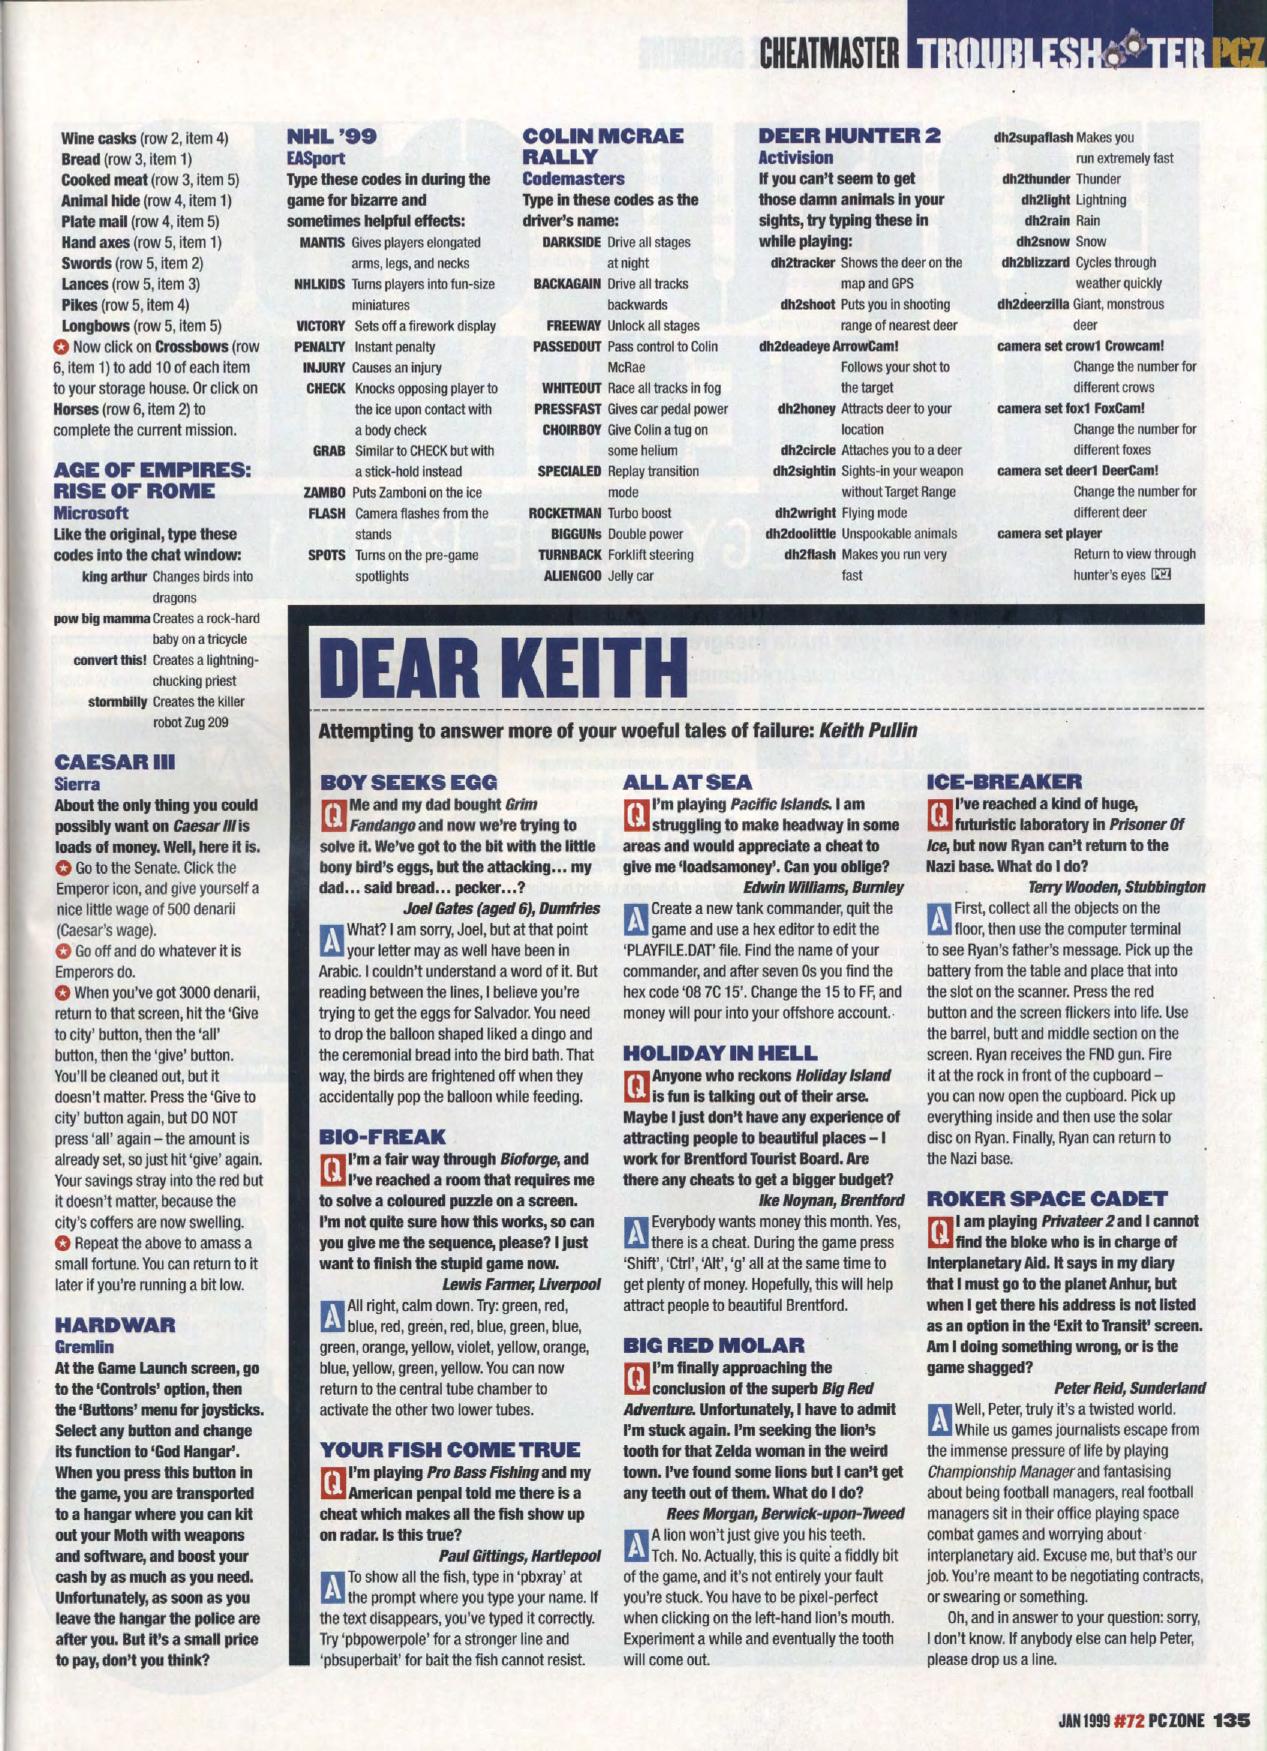 CHEATMASTER TROUBLESHOOTER PCZ
Wine casks (row 2, item 4)
Bread (row 3, item 1)
Cooked meat (row 3, item 5)
Animal hide (row 4, item 1)
Plate mail (row 4, item 5)
Hand axes (row 5, item 1)
Swords (row 5, item 2)
Lances (row 5, item 3)
Pikes (row 5, item 4)
Longbows (row 5, item 5)
Now click on Crossbows (row
6, item 1) to add 10 of each item
to your storage house. Or click on
Horses (row 6, item 2) to
complete the current mission.
AGE OF EMPIRES:
RISE OF ROME
Microsoft
Like the original, type these
codes into the chat window:
king arthur Changes birds into
dragons
pow big mamma Creates a rock-hard
baby on a tricycle
convert this! Creates a lightning-
chucking priest
stormbilly Creates the killer
robot Zug 209
CAESAR III
Sierra
About the only thing you could
possibly want on Caesar III is
loads of money. Well, here it is.
Go to the Senate. Click the
Emperor icon, and give yourself a
nice little wage of 500 denarii
(Caesar's wage).
Go off and do whatever it is
Emperors do.
When you've got 3000 denarii,
return to that screen, hit the 'Give
to city' button, then the 'all'
button, then the 'give' button.
You'll be cleaned out, but it
doesn't matter. Press the 'Give to
city' button again, but DO NOT
press 'all' again – the amount is
already set, so just hit 'give' again.
Your savings stray into the red but
it doesn't matter, because the
city's coffers are now swelling.
Repeat the above to amass a
small fortune. You can return to it
later if you're running a bit low.
HARDWAR
Gremlin
At the Game Launch screen, go
to the 'Controls' option, then
the 'Buttons' menu for joysticks.
Select any button and change
its function to 'God Hangar'.
When you press this button in
the game, you are transported
to a hangar where you can kit
out your Moth with weapons
and software, and boost your
cash by as much as you need.
Unfortunately, as soon as you
leave the hangar the police are
after you. But it's a small price
to pay, don't you think?
NHL '99
EASport
Type these codes in during the
game for bizarre and
sometimes helpful effects:
MANTIS Gives players elongated
arms, legs, and necks
NHLKIDS Turns players into fun-size
miniatures
VICTORY Sets off a firework display
PENALTY Instant penalty
INJURY Causes an injury
CHECK Knocks opposing player to
the ice upon contact with
a body check
GRAB Similar to CHECK but with
a stick-hold instead
ZAMBO Puts Zamboni on the ice
FLASH Camera flashes from the
stands
SPOTS Turns on the pre-game
spotlights
COLIN MCRAE
RALLY
Codemasters
Type in these codes as the
driver's name:
DARKSIDE Drive all stages
at night
BACKAGAIN Drive all tracks
backwards
FREEWAY Unlock all stages
PASSEDOUT Pass control to Colin
McRae
WHITEOUT Race all tracks in fog
PRESSFAST Gives car pedal power
CHOIRBOY Give Colin a tug on
some helium
SPECIALED Replay transition
mode
ROCKETMAN Turbo boost
BIGGUNs Double power
TURNBACK Forklift steering
ALIENGOO Jelly car
DEER HUNTER 2
Activision
If you can't seem to get
those damn animals in your
sights, try typing these in
while playing:
dh2tracker Shows the deer on the
map and GPS
dh2shoot Puts you in shooting
range of nearest deer
dh2deadeye ArrowCam!
Follows your shot to
the target
dh2honey Attracts deer to your
location
dh2circle Attaches you to a deer
dh2sightin Sights-in your weapon
without Target Range
dh2wright Flying mode
dh2doolittle Unspookable animals
dh2flash Makes you run very
fast
dh2supaflash Makes you
run extremely fast
dh2thunder Thunder
dh2light Lightning
dh2rain Rain
dh2snow Snow
dh2blizzard Cycles through
weather quickly
dh2deerzilla Giant, monstrous
deer
camera set crow1 Crowcam!
Change the number for
different crows
camera set fox1 FoxCam!
Change the number for
different foxes
camera set deer1 DeerCam!
Change the number for
different deer
camera set player
Return to view through
hunter's eyes PCZ
DEAR KEITH
Attempting to answer more of your woeful tales of failure: Keith Pullin
BOY SEEKS EGG
Q Me and my dad bought Grim
Fandango and now we're trying to
solve it. We've got to the bit with the little
bony bird's eggs, but the attacking... my
dad... said bread... pecker...?
Joel Gates (aged 6), Dumfries
A What? I am sorry, Joel, but at that point
your letter may as well have been in
Arabic. I couldn't understand a word of it. But
reading between the lines, I believe you're
trying to get the eggs for Salvador. You need
to drop the balloon shaped liked a dingo and
the ceremonial bread into the bird bath. That
way, the birds are frightened off when they
accidentally pop the balloon while feeding.
BIO-FREAK
Q I'm a fair way through Bioforge, and
I've reached a room that requires me
to solve a coloured puzzle on a screen.
I'm not quite sure how this works, so can
you give me the sequence, please? I just
want to finish the stupid game now.
Lewis Farmer, Liverpool
A All right, calm down. Try: green, red,
blue, red, green, red, blue, green, blue,
green, orange, yellow, violet, yellow, orange,
blue, yellow, green, yellow. You can now
return to the central tube chamber to
activate the other two lower tubes.
YOUR FISH COME TRUE
Q I'm playing Pro Bass Fishing and my
American penpal told me there is a
cheat which makes all the fish show up
on radar. Is this true?
Paul Gittings, Hartlepool
A To show all the fish, type in 'pbxray' at
the prompt where you type your name. If
the text disappears, you've typed it correctly.
Try 'pbpowerpole' for a stronger line and
'pbsuperbait' for bait the fish cannot resist.
ALL AT SEA
Q I'm playing Pacific Islands. I am
struggling to make headway in some
areas and would appreciate a cheat to
give me 'loadsamoney'. Can you oblige?
Edwin Williams, Burnley
A Create a new tank commander, quit the
game and use a hex editor to edit the
'PLAYFILE.DAT' file. Find the name of your
commander, and after seven 0s you find the
hex code '08 7C 15'. Change the 15 to FF, and
money will pour into your offshore account.
HOLIDAY IN HELL
Q Anyone who reckons Holiday Island
is fun is talking out of their arse.
Maybe I just don't have any experience of
attracting people to beautiful places – I
work for Brentford Tourist Board. Are
there any cheats to get a bigger budget?
Ike Noynan, Brentford
A Everybody wants money this month. Yes,
there is a cheat. During the game press
'Shift', 'Ctrl', 'Alt', 'g' all at the same time to
get plenty of money. Hopefully, this will help
attract people to beautiful Brentford.
BIG RED MOLAR
Q I'm finally approaching the
conclusion of the superb Big Red
Adventure. Unfortunately, I have to admit
I'm stuck again. I'm seeking the lion's
tooth for that Zelda woman in the weird
town. I've found some lions but I can't get
any teeth out of them. What do I do?
Rees Morgan, Berwick-upon-Tweed
A A lion won't just give you his teeth.
Tch. No. Actually, this is quite a fiddly bit
of the game, and it's not entirely your fault
you're stuck. You have to be pixel-perfect
when clicking on the left-hand lion's mouth.
Experiment a while and eventually the tooth
will come out.
ICE-BREAKER
Q I've reached a kind of huge,
futuristic laboratory in Prisoner Of
Ice, but now Ryan can't return to the
Nazi base. What do I do?
Terry Wooden, Stubbington
A First, collect all the objects on the
floor, then use the computer terminal
to see Ryan's father's message. Pick up the
battery from the table and place that into
the slot on the scanner. Press the red
button and the screen flickers into life. Use
the barrel, butt and middle section on the
screen. Ryan receives the FND gun. Fire
it at the rock in front of the cupboard –
you can now open the cupboard. Pick up
everything inside and then use the solar
disc on Ryan. Finally, Ryan can return to
the Nazi base.
ROKER SPACE CADET
Q I am playing Privateer 2 and I cannot
find the bloke who is in charge of
Interplanetary Aid. It says in my diary
that I must go to the planet Anhur, but
when I get there his address is not listed
as an option in the 'Exit to Transit' screen.
Am I doing something wrong, or is the
game shagged?
Peter Reid, Sunderland
A Well, Peter, truly it's a twisted world.
While us games journalists escape from
the immense pressure of life by playing
Championship Manager and fantasising
about being football managers, real football
managers sit in their office playing space
combat games and worrying about
interplanetary aid. Excuse me, but that's our
job. You're meant to be negotiating contracts,
or swearing or something.
Oh, and in answer to your question: sorry,
I don't know. If anybody else can help Peter,
please drop us a line.
JAN 1999 #72 PC ZONE 135